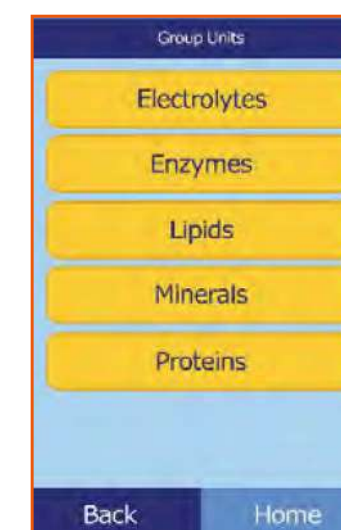 Group Units
Electrolytes
Enzymes
Lipids
Minerals
Proteins
Back Home